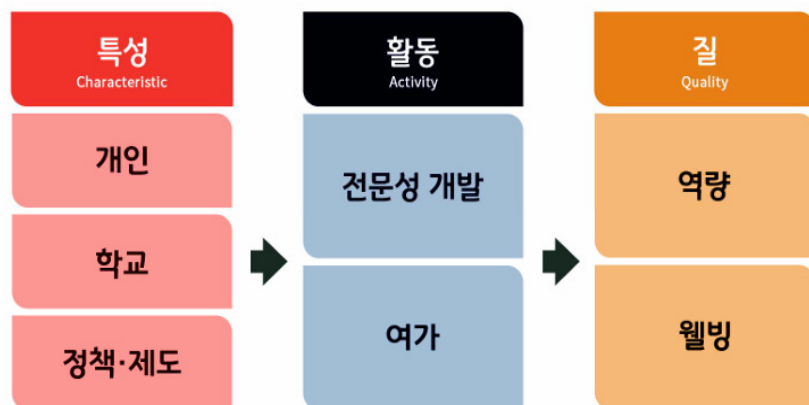 특성
Characteristic
개인
학교
정책·제도
활동
Activity
전문성 개발
여가
질
Quality
역량
웰빙